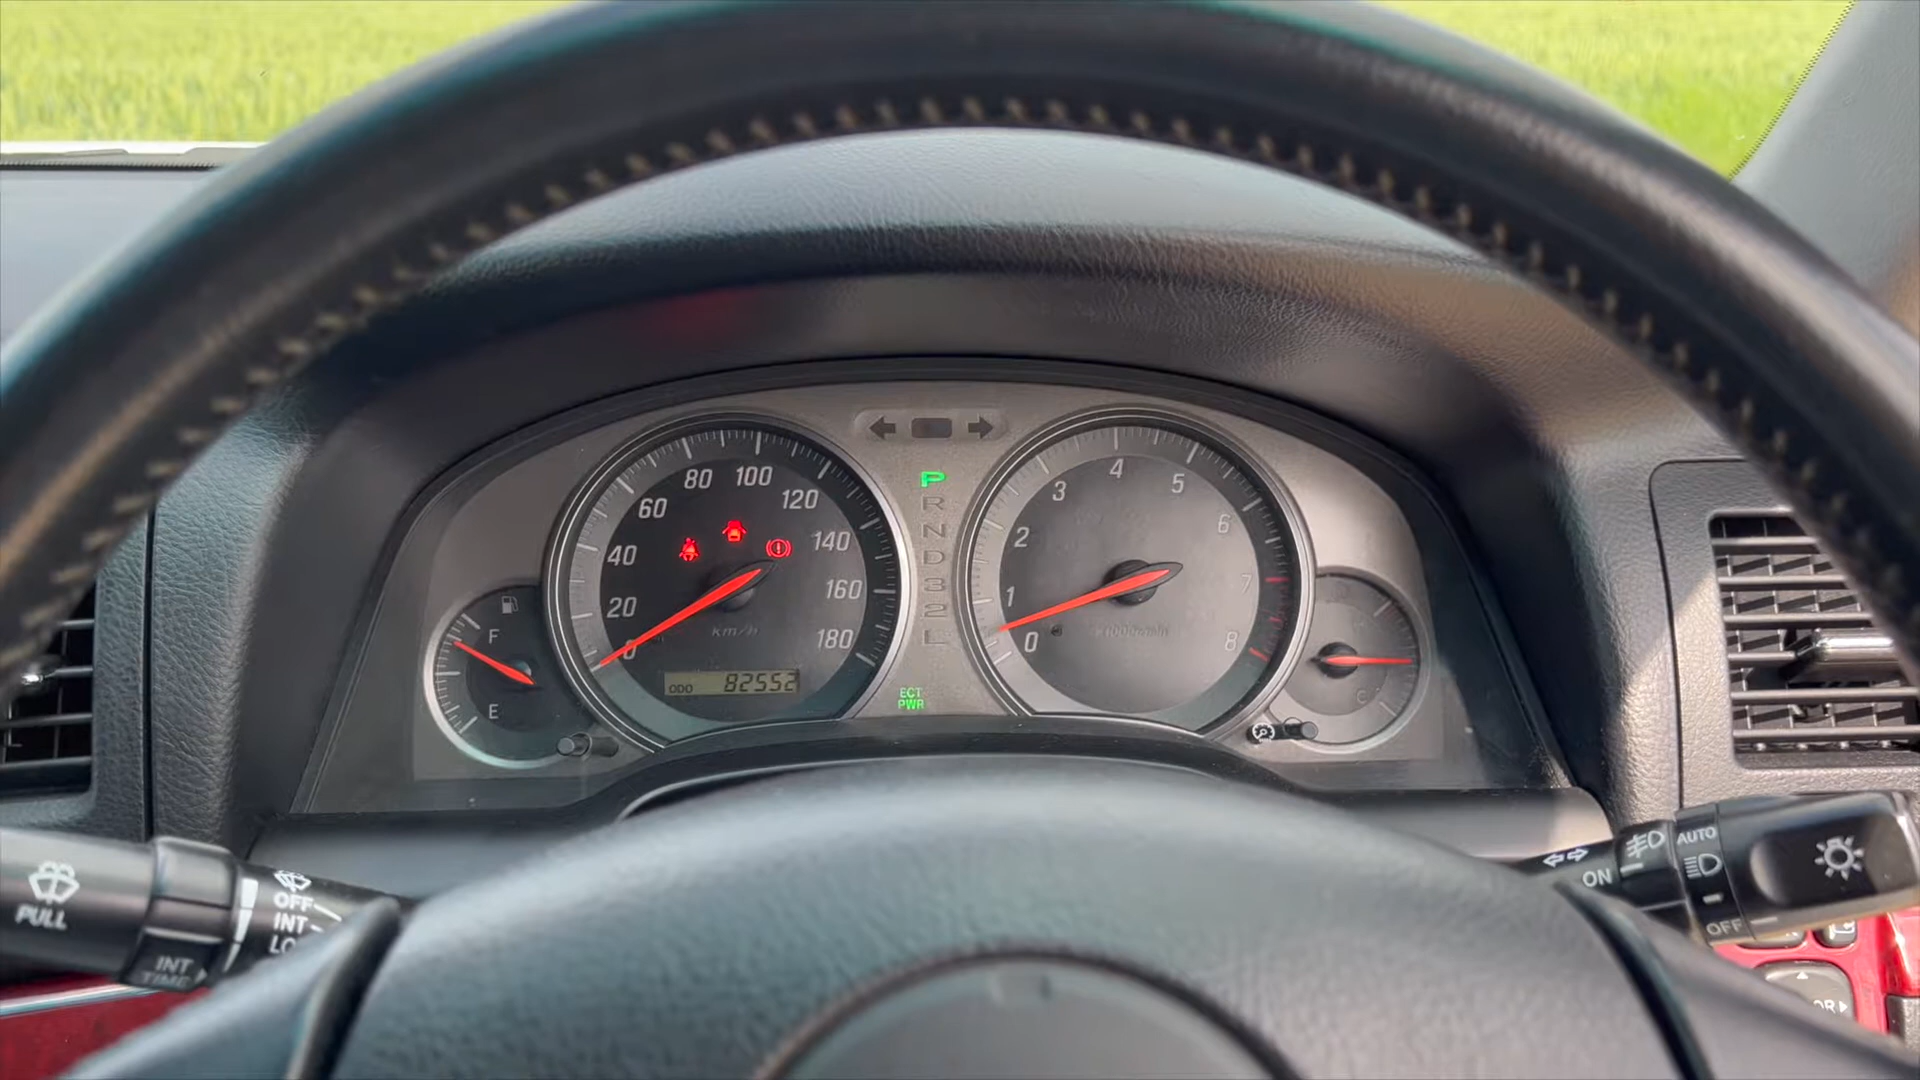 80 100
60 120
40 140
20 160
0 180
km/h
ODO 82552
F
E
P
R
N
D
3
2
L
ECT
PWR
4
3 5
2 6
1 7
0 8
C
PULL
OFF
INT
INT
TIME
AUTO
ON
OFF